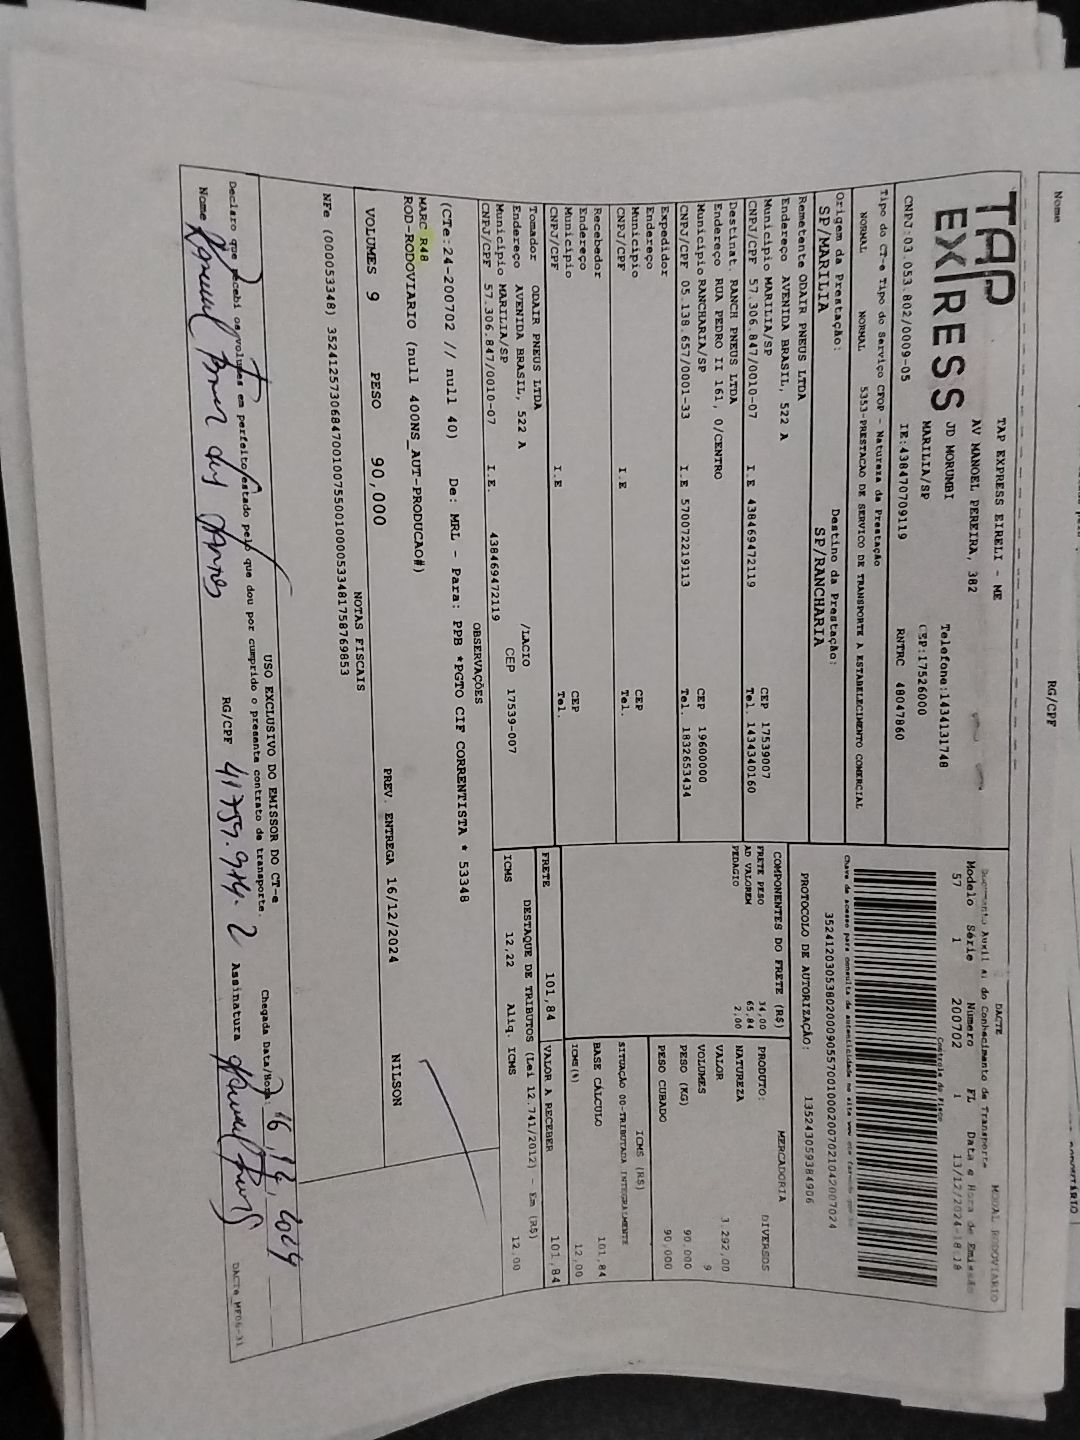 Nome RG/CPF
TAP EXPRESS
TAP EXPRESS EIRELI - ME
AV MANOEL PEREIRA, 382
JD MORUMBI Telefone:1434131748
MARILIA/SP CEP:17526000
CNPJ:03.053.802/0009-05 IE:438470709119 RNTRC 48047860
Tipo do CT-e Tipo do Serviço CFOP - Natureza da Prestação
NORMAL NORMAL 5353-PRESTACAO DE SERVICO DE TRANSPORTE A ESTABELECIMENTO COMERCIAL
Origem da Prestação: Destino da Prestação:
SP/MARILIA SP/RANCHARIA
Remetente ODAIR PNEUS LTDA
Endereço AVENIDA BRASIL, 522 A
Município MARILIA/SP CEP 17539007
CNPJ/CPF 57.306.847/0010-07 I.E 438469472119 Tel. 1434340160
Destinat. RANCH PNEUS LTDA
Endereço RUA PEDRO II 161, 0/CENTRO
Município RANCHARIA/SP CEP 19600000
CNPJ/CPF 05.138.657/0001-33 I.E 570072219113 Tel. 1832653434
Expedidor
Endereço
Município CEP
CNPJ/CPF I.E Tel.
Recebedor
Endereço
Município CEP
CNPJ/CPF I.E Tel.
Tomador ODAIR PNEUS LTDA
Endereço AVENIDA BRASIL, 522 A /LACIO
Município MARILIA/SP CEP 17539-007
CNPJ/CPF 57.306.847/0010-07 I.E. 438469472119
DACTE MODAL RODOVIARIO
Documento Auxiliar do Conhecimento de Transporte
Modelo Série Numero FL Data e Hora de Emissão
57 1 200702 1 13/12/2024-18:18
Controle do Fisco
Chave de acesso para consulta de autenticidade no site
35241203053802000905570010002007021042007024
PROTOCOLO DE AUTORIZAÇÃO: 135243059384906
COMPONENTES DO FRETE (R$)
FRETE PESO 34,00
AD VALOREM 65,84
PEDAGIO 2,00
PRODUTO: MERCADORIA
NATUREZA DIVERSOS
VALOR 3.292,00
VOLUMES 9
PESO (KG) 90,000
PESO CUBADO 90,000
ICMS (R$)
SITUAÇÃO 00-TRIBUTADA INTEGRALMENTE
BASE CÁLCULO 101,84
ICMS(%) 12,00
FRETE 101,84 VALOR A RECEBER 101,84
DESTAQUE DE TRIBUTOS (Lei 12.741/2012) - Em (R$)
ICMS 12,22 Aliq. ICMS 12,00
OBSERVAÇÕES
(CTe:24-200702 // null 40) De: MRL - Para: PPB *PGTO CIF CORRENTISTA * 53348
MARC R48
ROD-RODOVIARIO (null 400NS_AUT-PRODUCAO#)
VOLUMES 9 PESO 90,000 PREV. ENTREGA 16/12/2024 NILSON
NOTAS FISCAIS
NFe (000053348) 35241257306847001007550010000533481758769853
USO EXCLUSIVO DO EMISSOR DO CT-e
Declaro que recebi os volumes em perfeito estado pelo que dou por cumprido o presente contrato de transporte. Chegada Data/Hora: 16,12,2024
Nome RG/CPF 41759.974-2 Assinatura